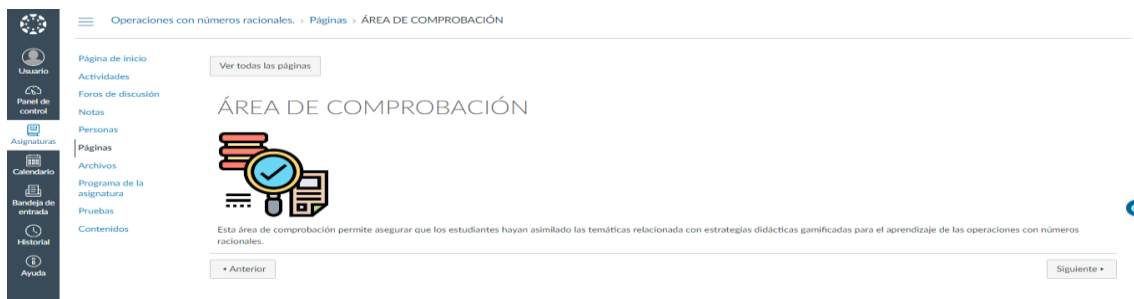 Operaciones con números racionales. › Páginas › ÁREA DE COMPROBACIÓN
Usuario
Panel de
control
Asignaturas
Calendario
Bandeja de
entrada
Historial
Ayuda
Página de inicio
Actividades
Foros de discusión
Notas
Personas
Páginas
Archivos
Programa de la
asignatura
Pruebas
Contenidos
Ver todas las páginas
ÁREA DE COMPROBACIÓN
Esta área de comprobación permite asegurar que los estudiantes hayan asimilado las temáticas relacionada con estrategias didácticas gamificadas para el aprendizaje de las operaciones con números
racionales.
◂ Anterior
Siguiente ▸